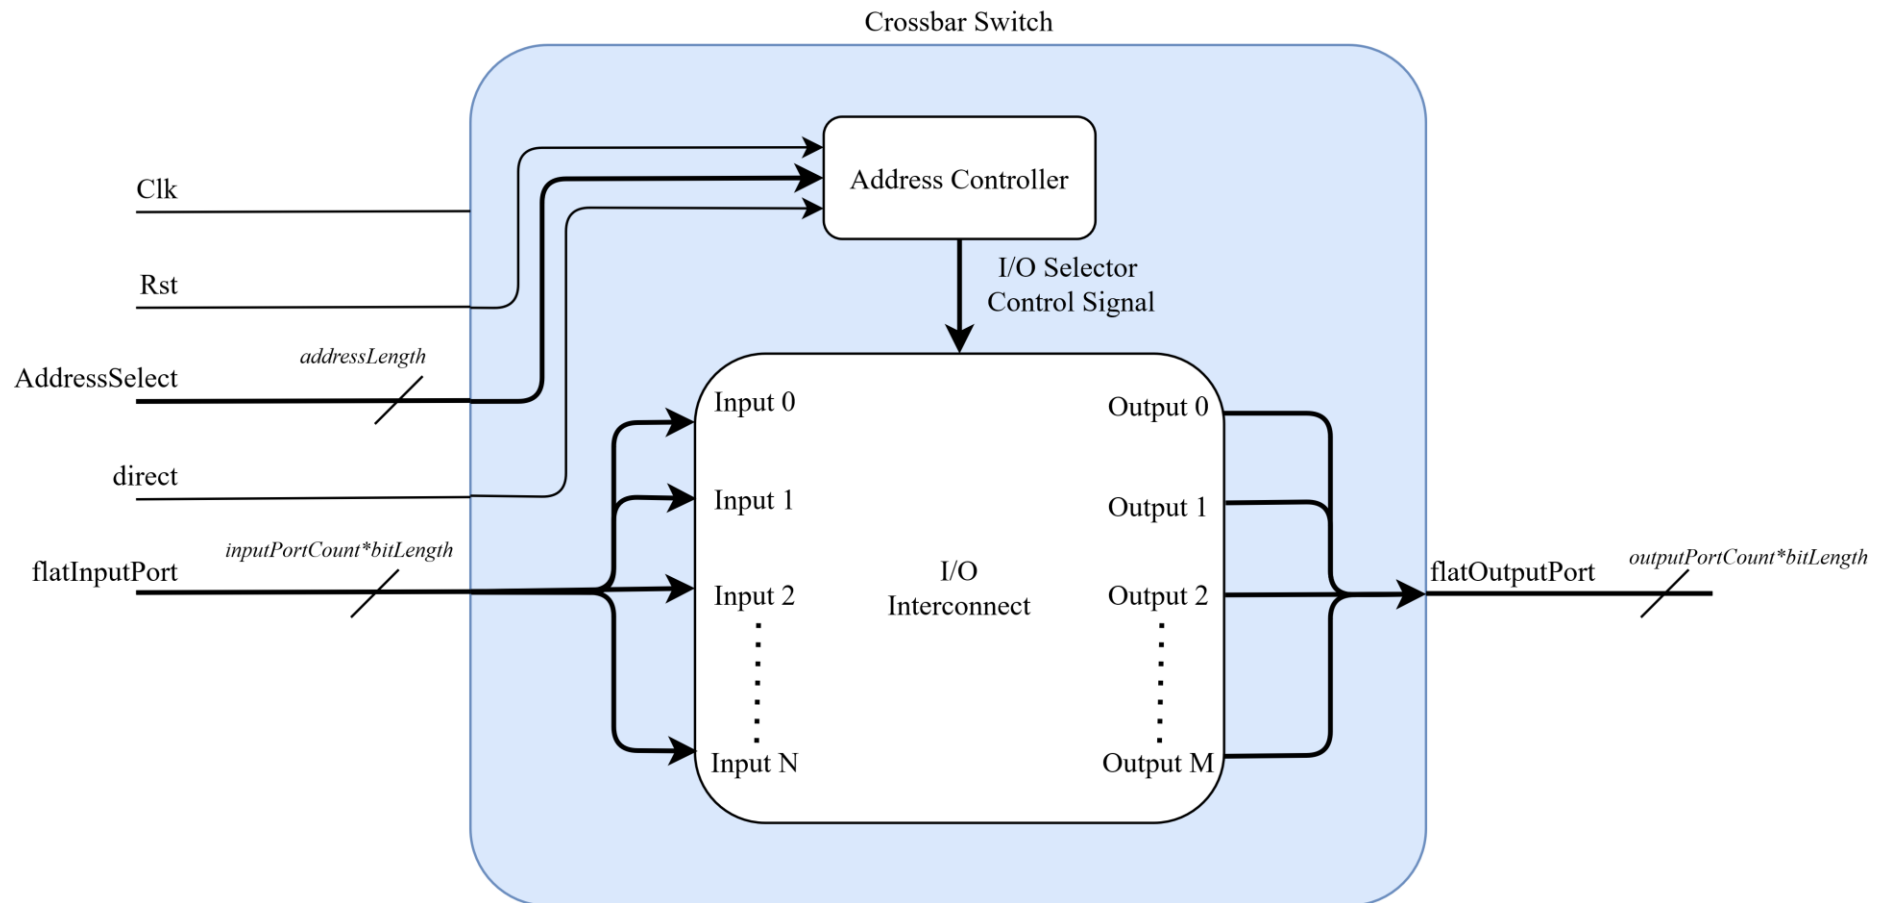 Crossbar Switch
Clk
Address Controller
Rst
I/O Selector
Control Signal
addressLength
AddressSelect
Input 0
Output 0
direct
Input 1
Output 1
inputPortCount*bitLength
flatInputPort
Input 2
I/O
Interconnect
Output 2
flatOutputPort
outputPortCount*bitLength
Input N
Output M